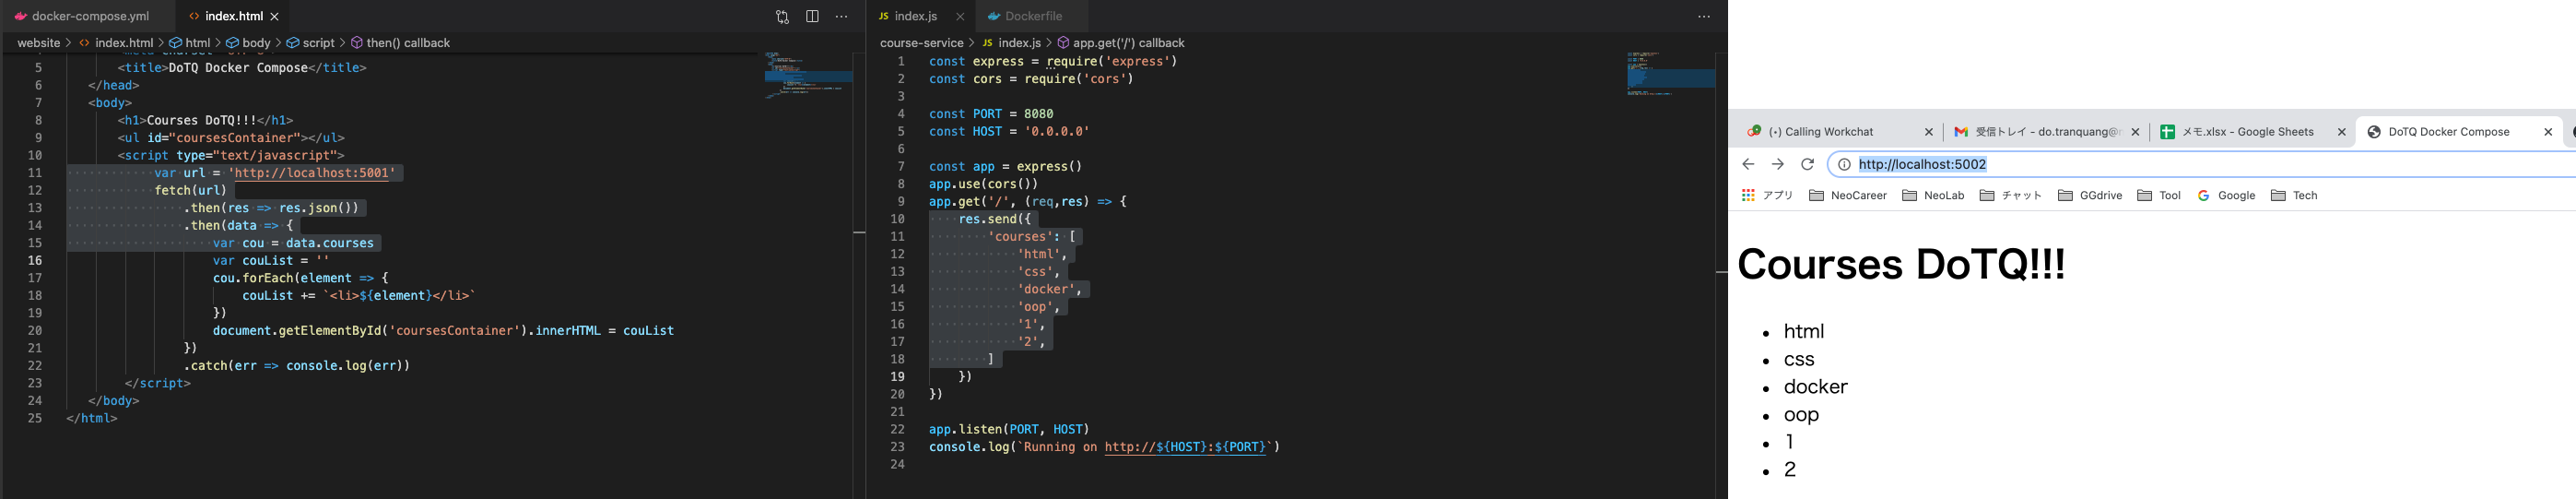 docker-compose.yml
index.html
website > index.html > html > body > script > then() callback
5 <title>DoTQ Docker Compose</title>
6 </head>
7 <body>
8 <h1>Courses DoTQ!!!</h1>
9 <ul id="coursesContainer"></ul>
10 <script type="text/javascript">
11 var url = 'http://localhost:5001'
12 fetch(url)
13 .then(res => res.json())
14 .then(data => {
15 var cou = data.courses
16 var couList = ''
17 cou.forEach(element => {
18 couList += `<li>${element}</li>`
19 })
20 document.getElementById('coursesContainer').innerHTML = couList
21 })
22 .catch(err => console.log(err))
23 </script>
24 </body>
25 </html>
JS index.js
Dockerfile
course-service > JS index.js > app.get('/') callback
1 const express = require('express')
2 const cors = require('cors')
3
4 const PORT = 8080
5 const HOST = '0.0.0.0'
6
7 const app = express()
8 app.use(cors())
9 app.get('/', (req,res) => {
10 res.send({
11 'courses': [
12 'html',
13 'css',
14 'docker',
15 'oop',
16 '1',
17 '2',
18 ]
19 })
20 })
21
22 app.listen(PORT, HOST)
23 console.log(`Running on http://${HOST}:${PORT}`)
24
(•) Calling Workchat
受信トレイ - do.tranquang@
メモ.xlsx - Google Sheets
DoTQ Docker Compose
http://localhost:5002
アプリ
NeoCareer
NeoLab
チャット
GGdrive
Tool
Google
Tech
Courses DoTQ!!!
• html
• css
• docker
• oop
• 1
• 2